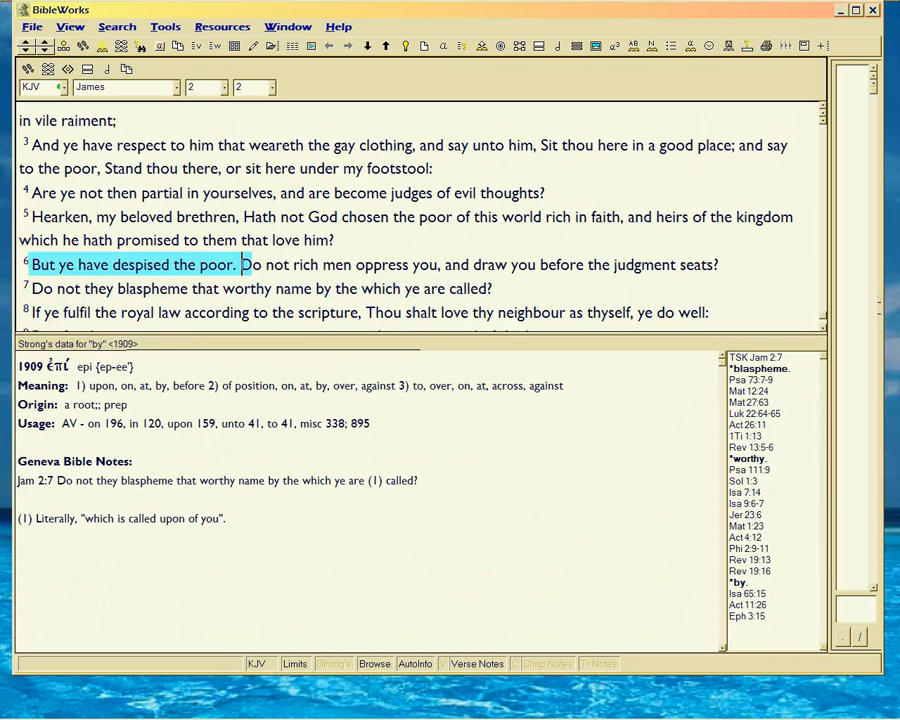 BibleWorks
File View Search Tools Resources Window Help
KJV James 2 2
in vile raiment;
3 And ye have respect to him that weareth the gay clothing, and say unto him, Sit thou here in a good place; and say
to the poor, Stand thou there, or sit here under my footstool:
4 Are ye not then partial in yourselves, and are become judges of evil thoughts?
5 Hearken, my beloved brethren, Hath not God chosen the poor of this world rich in faith, and heirs of the kingdom
which he hath promised to them that love him?
6 But ye have despised the poor. Do not rich men oppress you, and draw you before the judgment seats?
7 Do not they blaspheme that worthy name by the which ye are called?
8 If ye fulfil the royal law according to the scripture, Thou shalt love thy neighbour as thyself, ye do well:
Strong's data for "by" <1909>
1909 ἐπί epi {ep-ee'}
Meaning: 1) upon, on, at, by, before 2) of position, on, at, by, over, against 3) to, over, on, at, across, against
Origin: a root;; prep
Usage: AV - on 196, in 120, upon 159, unto 41, to 41, misc 338; 895
Geneva Bible Notes:
Jam 2:7 Do not they blaspheme that worthy name by the which ye are (1) called?
(1) Literally, "which is called upon of you".
TSK Jam 2:7
*blaspheme.
Psa 73:7-9
Mat 12:24
Mat 27:63
Luk 22:64-65
Act 26:11
1Ti 1:13
Rev 13:5-6
*worthy.
Psa 111:9
Sol 1:3
Isa 7:14
Isa 9:6-7
Jer 23:6
Mat 1:23
Act 4:12
Phi 2:9-11
Rev 19:13
Rev 19:16
*by.
Isa 65:15
Act 11:26
Eph 3:15
KJV Limits Strong's Browse AutoInfo V Verse Notes C Chap Notes Tr Notes . /